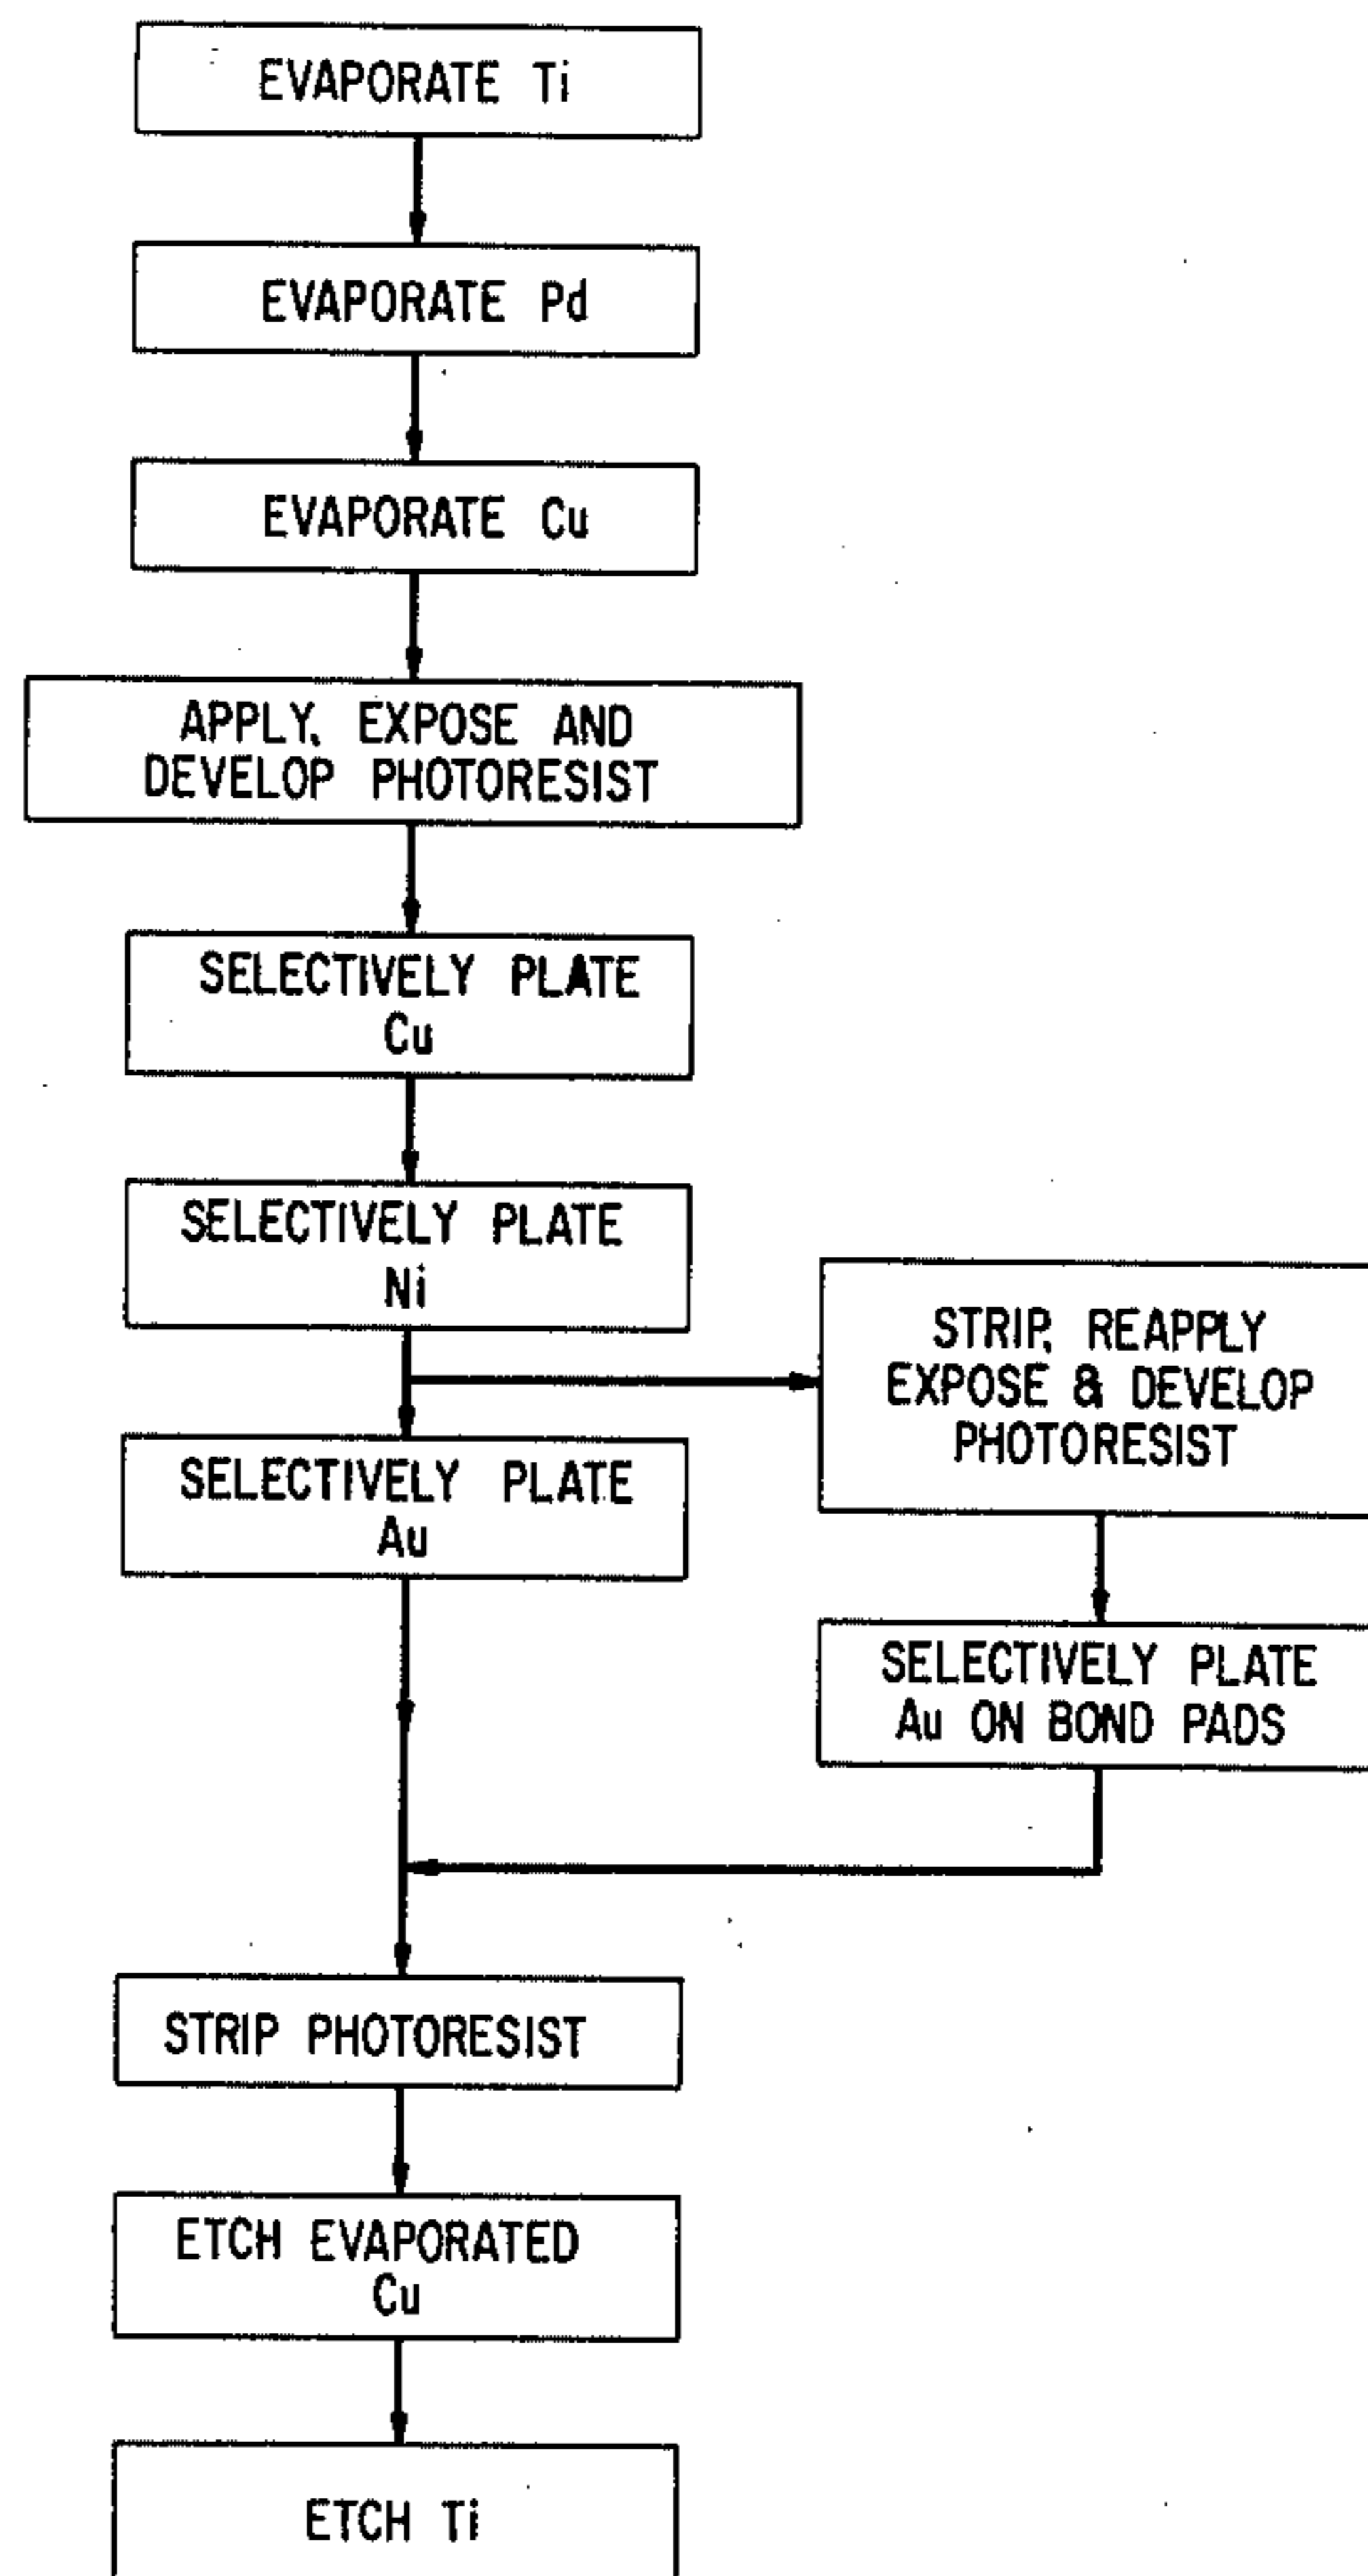 EVAPORATE Ti
EVAPORATE Pd
EVAPORATE Cu
APPLY, EXPOSE AND
DEVELOP PHOTORESIST
SELECTIVELY PLATE
Cu
SELECTIVELY PLATE
Ni
SELECTIVELY PLATE
Au
STRIP, REAPPLY
EXPOSE & DEVELOP
PHOTORESIST
SELECTIVELY PLATE
Au ON BOND PADS
STRIP PHOTORESIST
ETCH EVAPORATED
Cu
ETCH Ti